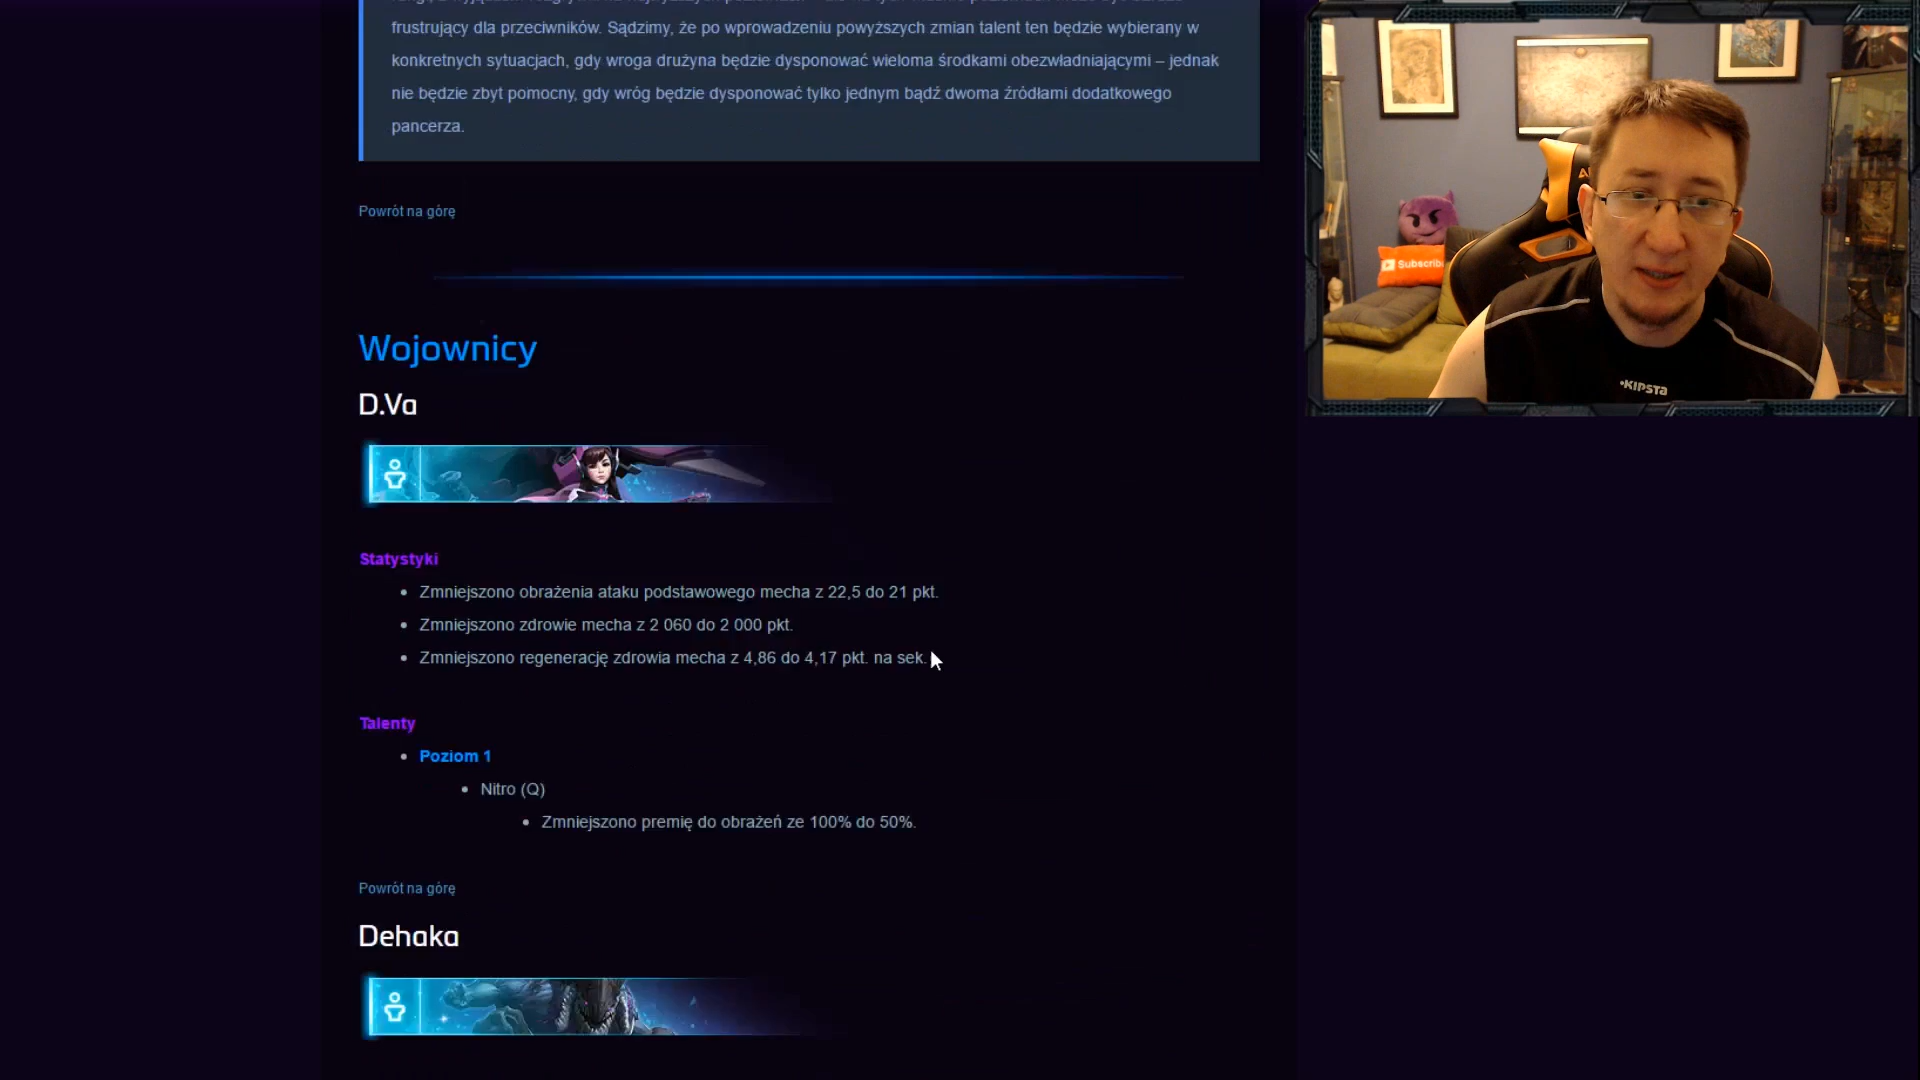 frustrujący dla przeciwników. Sądzimy, że po wprowadzeniu powyższych zmian talent ten będzie wybierany w
konkretnych sytuacjach, gdy wroga drużyna będzie dysponować wieloma środkami obezwładniającymi – jednak
nie będzie zbyt pomocny, gdy wróg będzie dysponować tylko jednym bądź dwoma źródłami dodatkowego
pancerza.
Powrót na górę
Wojownicy
D.Va
Statystyki
Zmniejszono obrażenia ataku podstawowego mecha z 22,5 do 21 pkt.
Zmniejszono zdrowie mecha z 2 060 do 2 000 pkt.
Zmniejszono regenerację zdrowia mecha z 4,86 do 4,17 pkt. na sek.
Talenty
Poziom 1
Nitro (Q)
Zmniejszono premię do obrażeń ze 100% do 50%.
Powrót na górę
Dehaka
Subscrib
KIPSTA